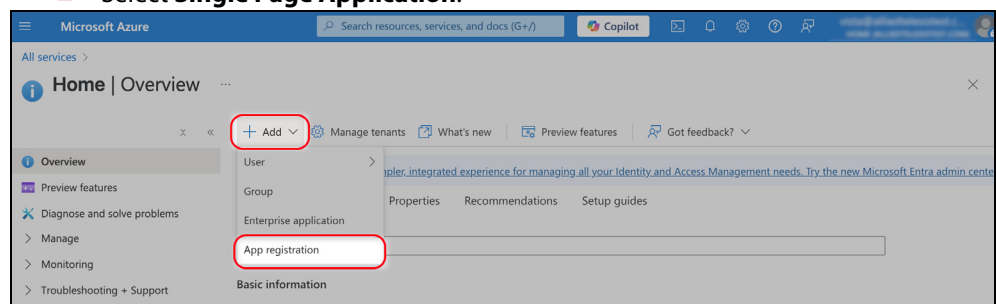 Select Single Page Application.
Microsoft Azure
Search resources, services, and docs (G+/)
Copilot
All services >
Home | Overview ...
+ Add
Manage tenants
What's new
Preview features
Got feedback?
Overview
Preview features
Diagnose and solve problems
> Manage
> Monitoring
> Troubleshooting + Support
User >
Group
Enterprise application
App registration
integrated experience for managing all your Identity and Access Management needs. Try the new Microsoft Entra admin
Properties Recommendations Setup guides
Basic information